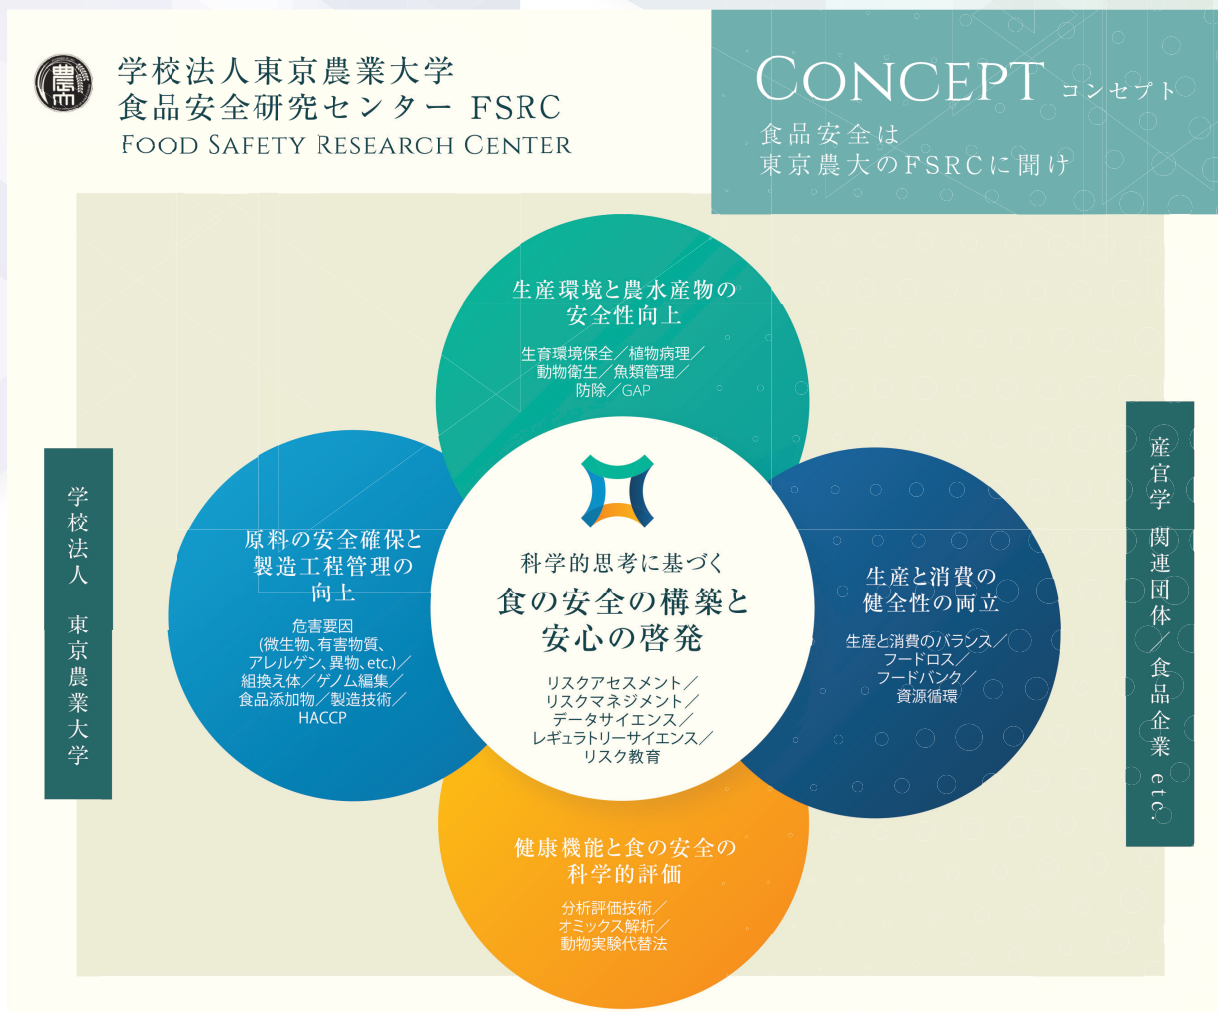 学校法人東京農業大学
食品安全研究センター FSRC
FOOD SAFETY RESEARCH CENTER
CONCEPT コンセプト
食品安全は
東京農大のFSRCに聞け
生産環境と農水産物の
安全性向上
生育環境保全／植物病理／
動物衛生／魚類管理／
防除／GAP
学校法人 東京農業大学
原料の安全確保と
製造工程管理の
向上
危害要因
(微生物、有害物質、
アレルゲン、異物、etc.)／
組換え体／ゲノム編集／
食品添加物／製造技術／
HACCP
科学的思考に基づく
食の安全の構築と
安心の啓発
リスクアセスメント／
リスクマネジメント／
データサイエンス／
レギュラトリーサイエンス／
リスク教育
生産と消費の
健全性の両立
生産と消費のバランス／
フードロス／
フードバンク／
資源循環
産官学 関連団体／食品企業 etc.
健康機能と食の安全の
科学的評価
分析評価技術／
オミックス解析／
動物実験代替法